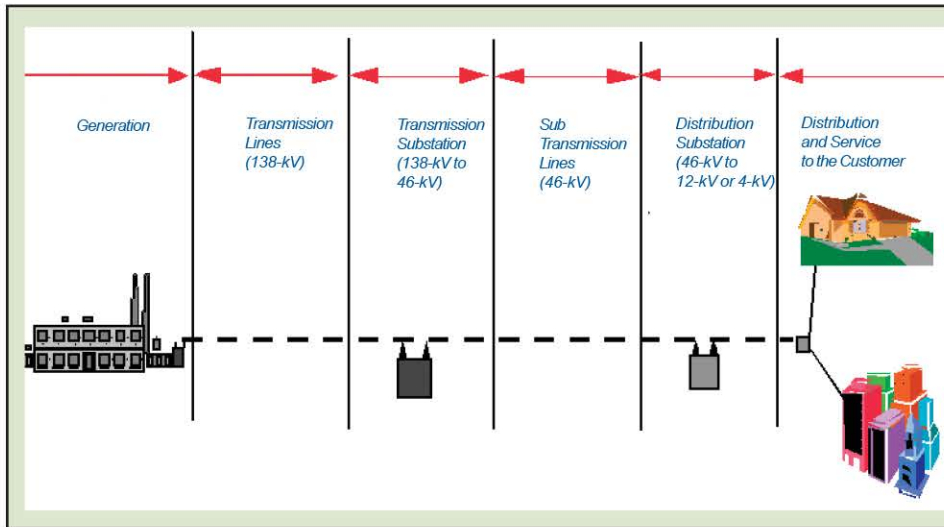 Generation
Transmission
Lines
(138-kV)
Transmission
Substation
(138-kV to
46-kV)
Sub
Transmission
Lines
(46-kV)
Distribution
Substation
(46-kV to
12-kV or 4-kV)
Distribution
and Service
to the Customer